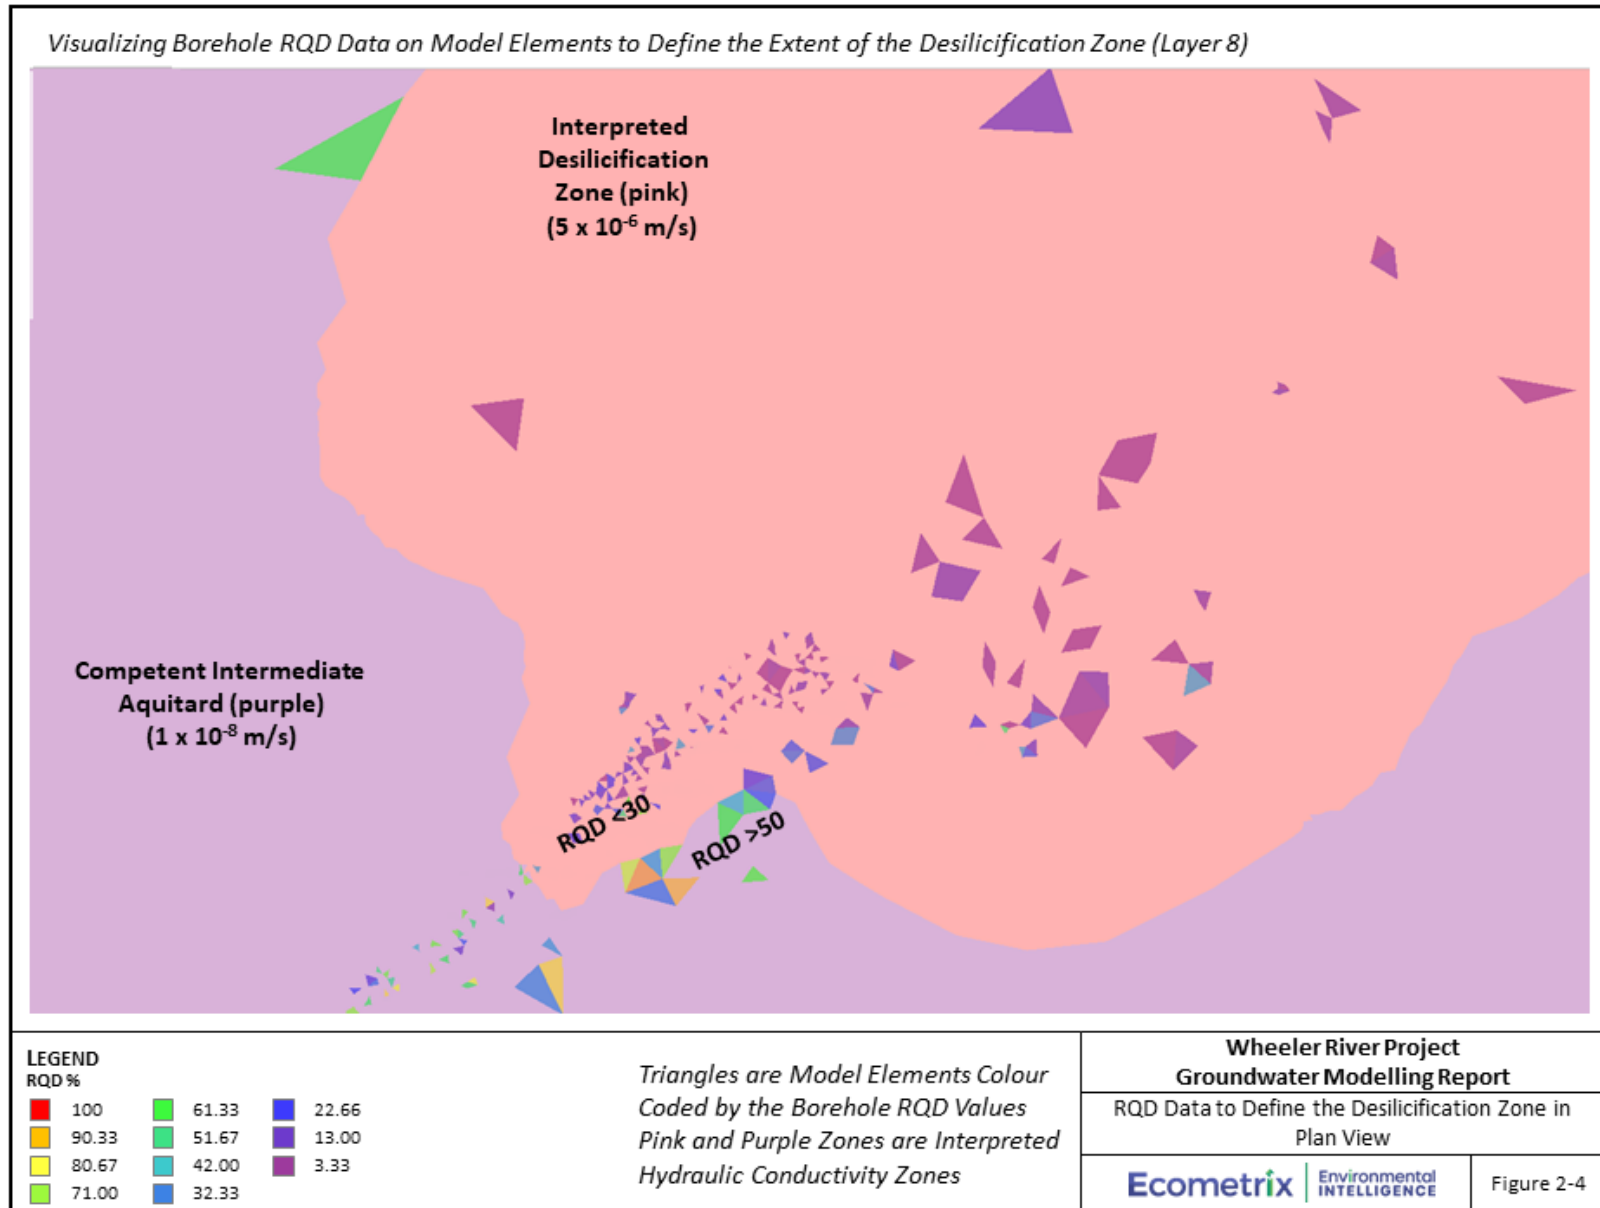 Visualizing Borehole RQD Data on Model Elements to Define the Extent of the Desilicification Zone (Layer 8)
Interpreted
Desilicification
Zone (pink)
(5 x 10⁻⁶ m/s)
Competent Intermediate
Aquitard (purple)
(1 x 10⁻⁸ m/s)
RQD <30
RQD >50
LEGEND
RQD %
100
90.33
80.67
71.00
61.33
51.67
42.00
32.33
22.66
13.00
3.33
Triangles are Model Elements Colour
Coded by the Borehole RQD Values
Pink and Purple Zones are Interpreted
Hydraulic Conductivity Zones
Wheeler River Project
Groundwater Modelling Report
RQD Data to Define the Desilicification Zone in
Plan View
Ecometrix
Environmental
INTELLIGENCE
Figure 2-4